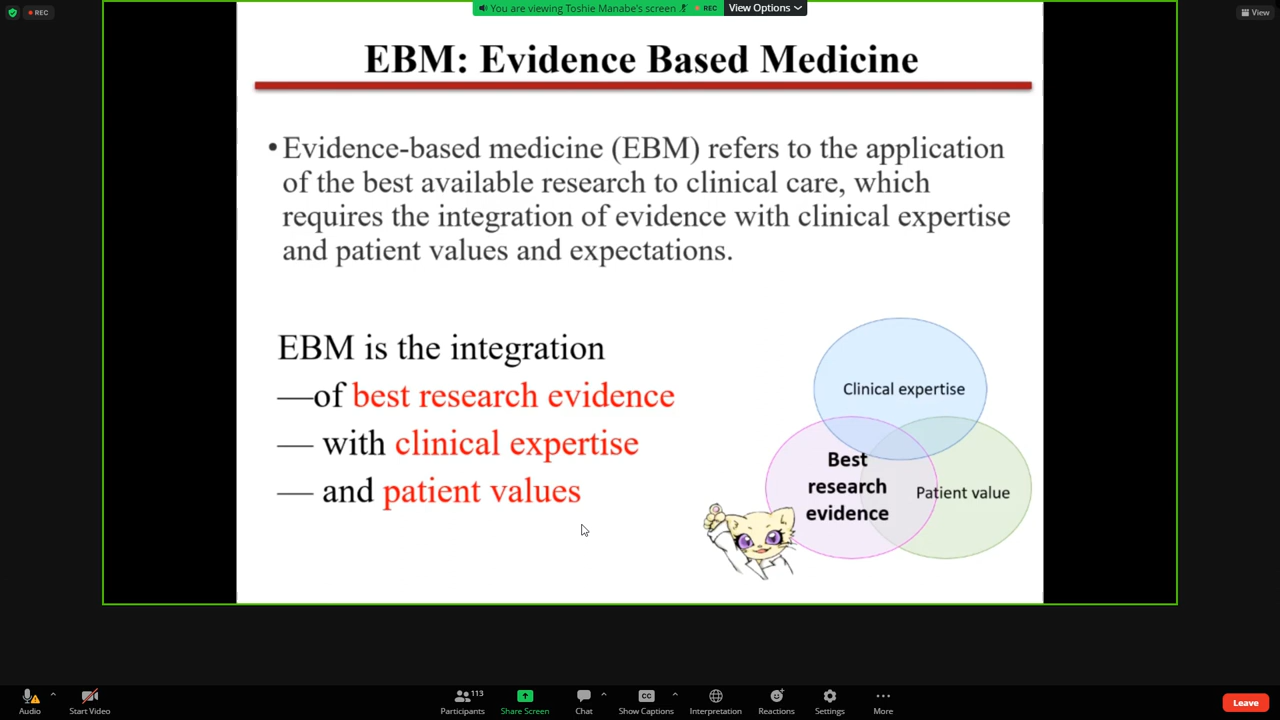 REC
You are viewing Toshie Manabe's screen
REC
View Options
View
EBM: Evidence Based Medicine
•Evidence-based medicine (EBM) refers to the application
of the best available research to clinical care, which
requires the integration of evidence with clinical expertise
and patient values and expectations.
EBM is the integration
—of best research evidence
— with clinical expertise
— and patient values
Clinical expertise
Best
research
evidence
Patient value
Audio
Start Video
113
Participants
Share Screen
Chat
CC
Show Captions
Interpretation
Reactions
Settings
More
Leave